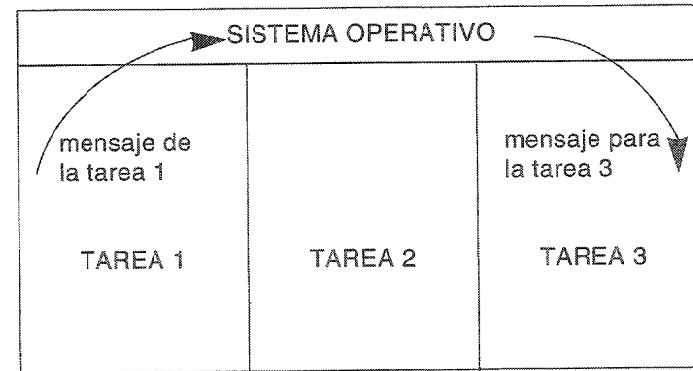 SISTEMA OPERATIVO
mensaje de
la tarea 1
mensaje para
la tarea 3
TAREA 1
TAREA 2
TAREA 3